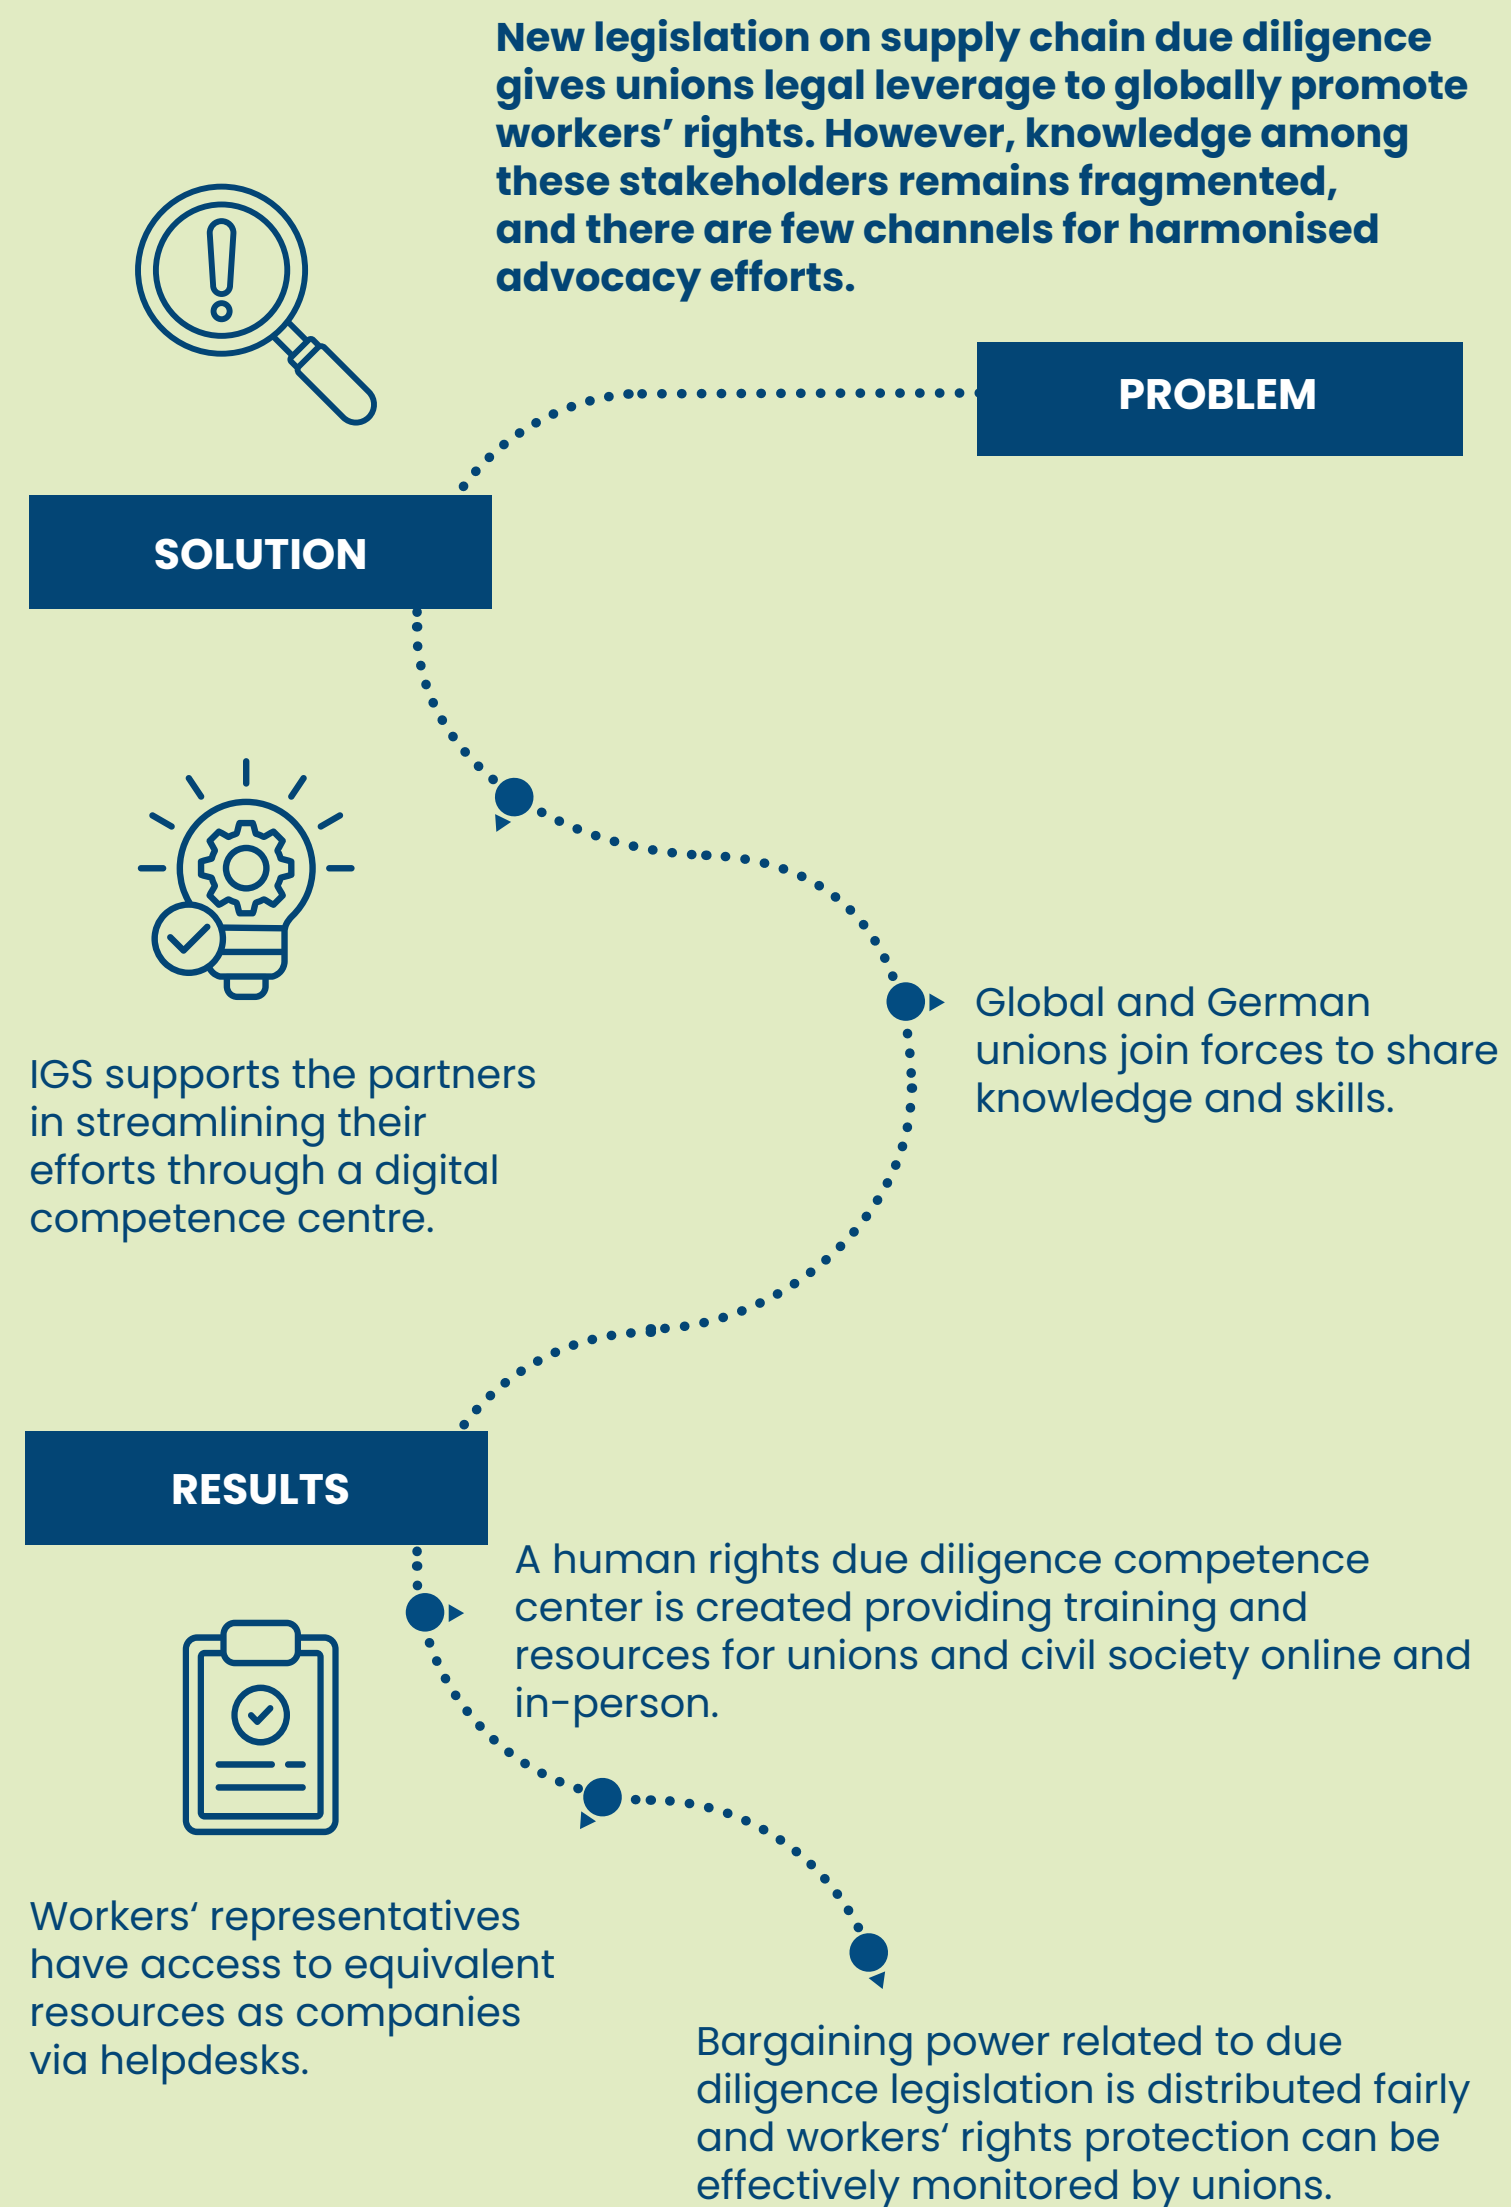 New legislation on supply chain due diligence
gives unions legal leverage to globally promote
workers’ rights. However, knowledge among
these stakeholders remains fragmented,
and there are few channels for harmonised
advocacy efforts.
PROBLEM
SOLUTION
IGS supports the partners
in streamlining their
efforts through a digital
competence centre.
Global and German
unions join forces to share
knowledge and skills.
RESULTS
A human rights due diligence competence
center is created providing training and
resources for unions and civil society online and
in-person.
Workers‘ representatives
have access to equivalent
resources as companies
via helpdesks.
Bargaining power related to due
diligence legislation is distributed fairly
and workers‘ rights protection can be
effectively monitored by unions.